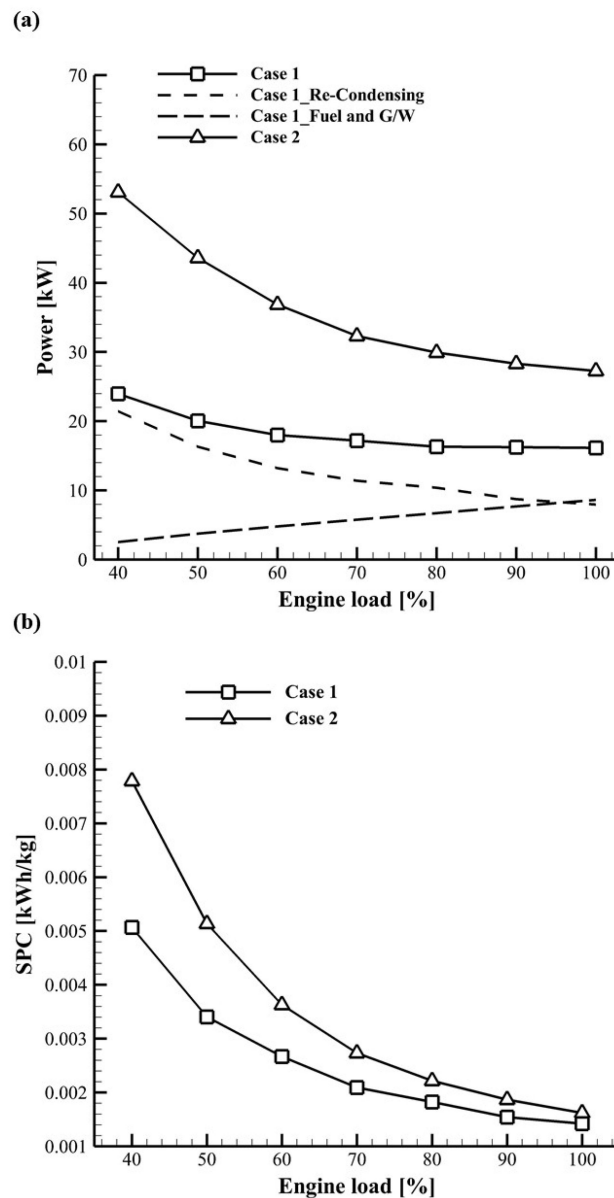 (a)
70
60
50
40
30
20
10
0
Power [kW]
Case 1
Case 1_Re-Condensing
Case 1_Fuel and G/W
Case 2
40 50 60 70 80 90 100
Engine load [%]
(b)
0.01
0.009
0.008
0.007
0.006
0.005
0.004
0.003
0.002
0.001
SPC [kWh/kg]
Case 1
Case 2
40 50 60 70 80 90 100
Engine load [%]